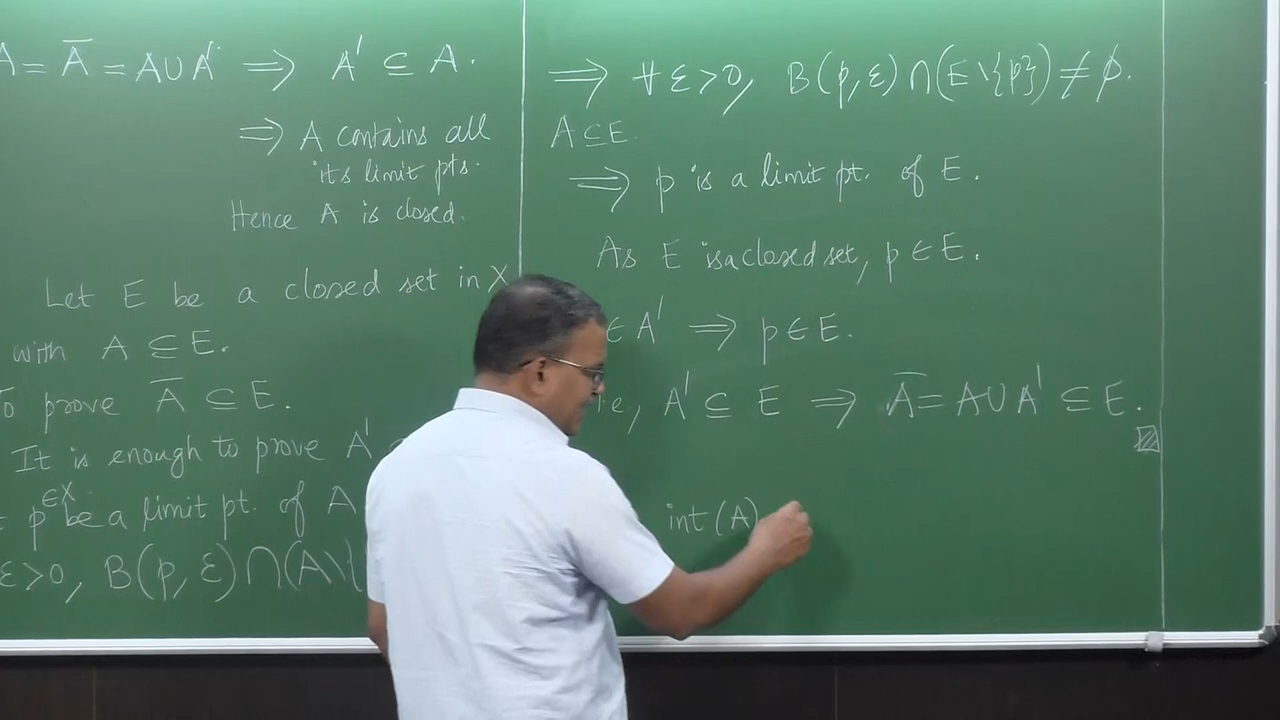 A = A̅ = A∪A' ⟹ A' ⊆ A.
⟹ A contains all
its limit pts.
Hence A is closed.
Let E be a closed set in X
with A ⊆ E.
To prove A̅ ⊆ E.
It is enough to prove A'
p∈X be a limit pt. of A
ε>0, B(p,ε)∩(A\{
⟹ ∀ε>0, B(p,ε)∩(E\{p})≠φ.
A⊆E.
⟹ p is a limit pt. of E.
As E is a closed set, p∈E.
∈A' ⟹ p∈E.
ie, A' ⊆ E ⟹ A̅ = A∪A' ⊆ E.
int(A)